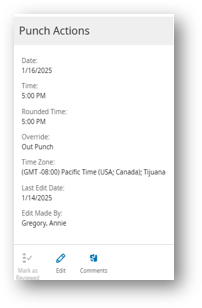 Punch Actions
Date:
1/16/2025
Time:
5:00 PM
Rounded Time:
5:00 PM
Override:
Out Punch
Time Zone:
(GMT -08:00) Pacific Time (USA; Canada); Tijuana
Last Edit Date:
1/14/2025
Edit Made By:
Gregory, Annie
Mark as Edit Comments
Reviewed